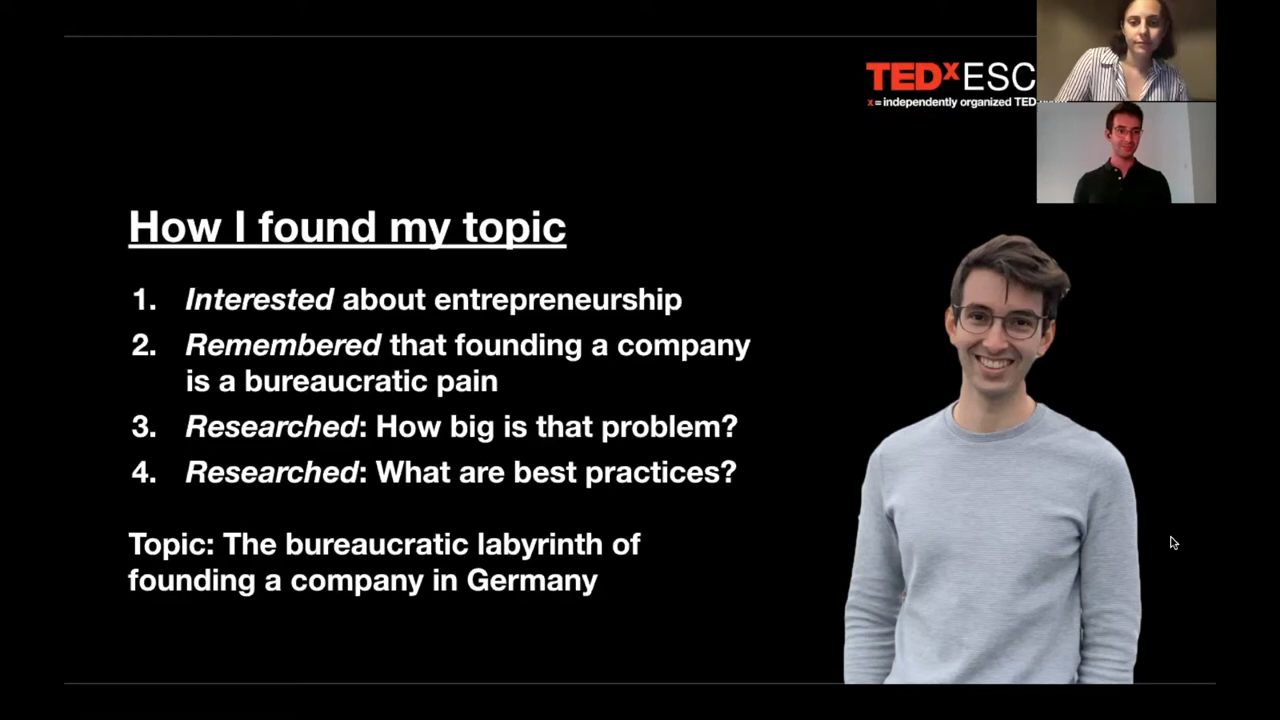 TEDxESC
x = independently organized TED
How I found my topic
1. Interested about entrepreneurship
2. Remembered that founding a company
is a bureaucratic pain
3. Researched: How big is that problem?
4. Researched: What are best practices?
Topic: The bureaucratic labyrinth of
founding a company in Germany